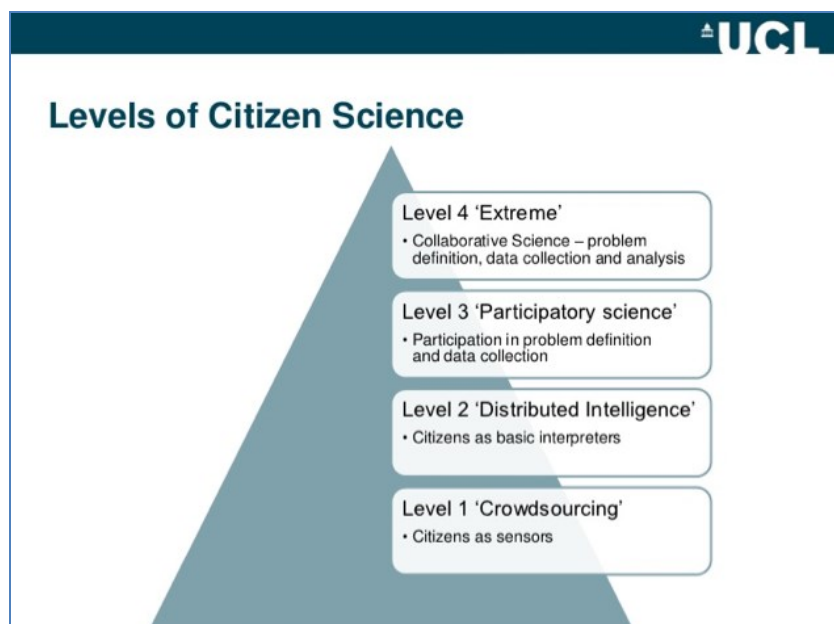 UCL
Levels of Citizen Science
Level 4 ‘Extreme’
• Collaborative Science – problem
definition, data collection and analysis
Level 3 ‘Participatory science’
• Participation in problem definition
and data collection
Level 2 ‘Distributed Intelligence’
• Citizens as basic interpreters
Level 1 ‘Crowdsourcing’
• Citizens as sensors